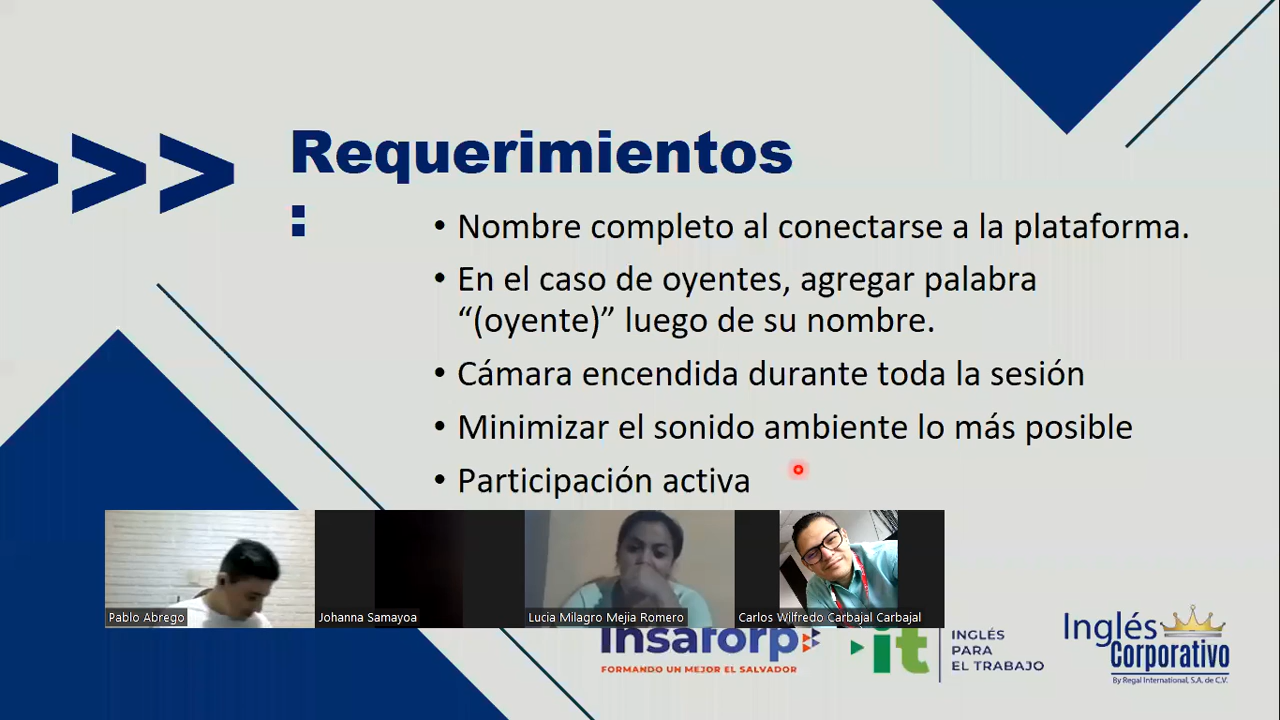 >>> Requerimientos
:
• Nombre completo al conectarse a la plataforma.
• En el caso de oyentes, agregar palabra
“(oyente)” luego de su nombre.
• Cámara encendida durante toda la sesión
• Minimizar el sonido ambiente lo más posible
• Participación activa
Pablo Abrego
Johanna Samayoa
Lucia Milagro Mejia Romero
Carlos Wilfredo Carbajal Carbajal
Insaforp
FORMANDO UN MEJOR EL SALVADOR
it
INGLÉS
PARA
EL TRABAJO
Inglés
Corporativo
By Regal International, S.A. de C.V.